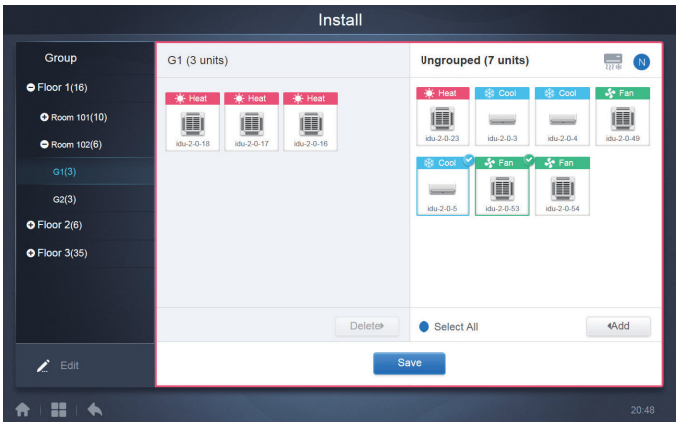 Install
Group
Floor 1(16)
Room 101(10)
Room 102(6)
G1(3)
G2(3)
Floor 2(6)
Floor 3(35)
Edit
G1 (3 units)
Heat Heat Heat
idu-2-0-18 idu-2-0-17 idu-2-0-16
Delete
Ungrouped (7 units) N
Heat Cool Cool Fan
idu-2-0-23 idu-2-0-3 idu-2-0-4 idu-2-0-49
Cool Fan Fan
idu-2-0-5 idu-2-0-53 idu-2-0-54
Select All Add
Save
20:48